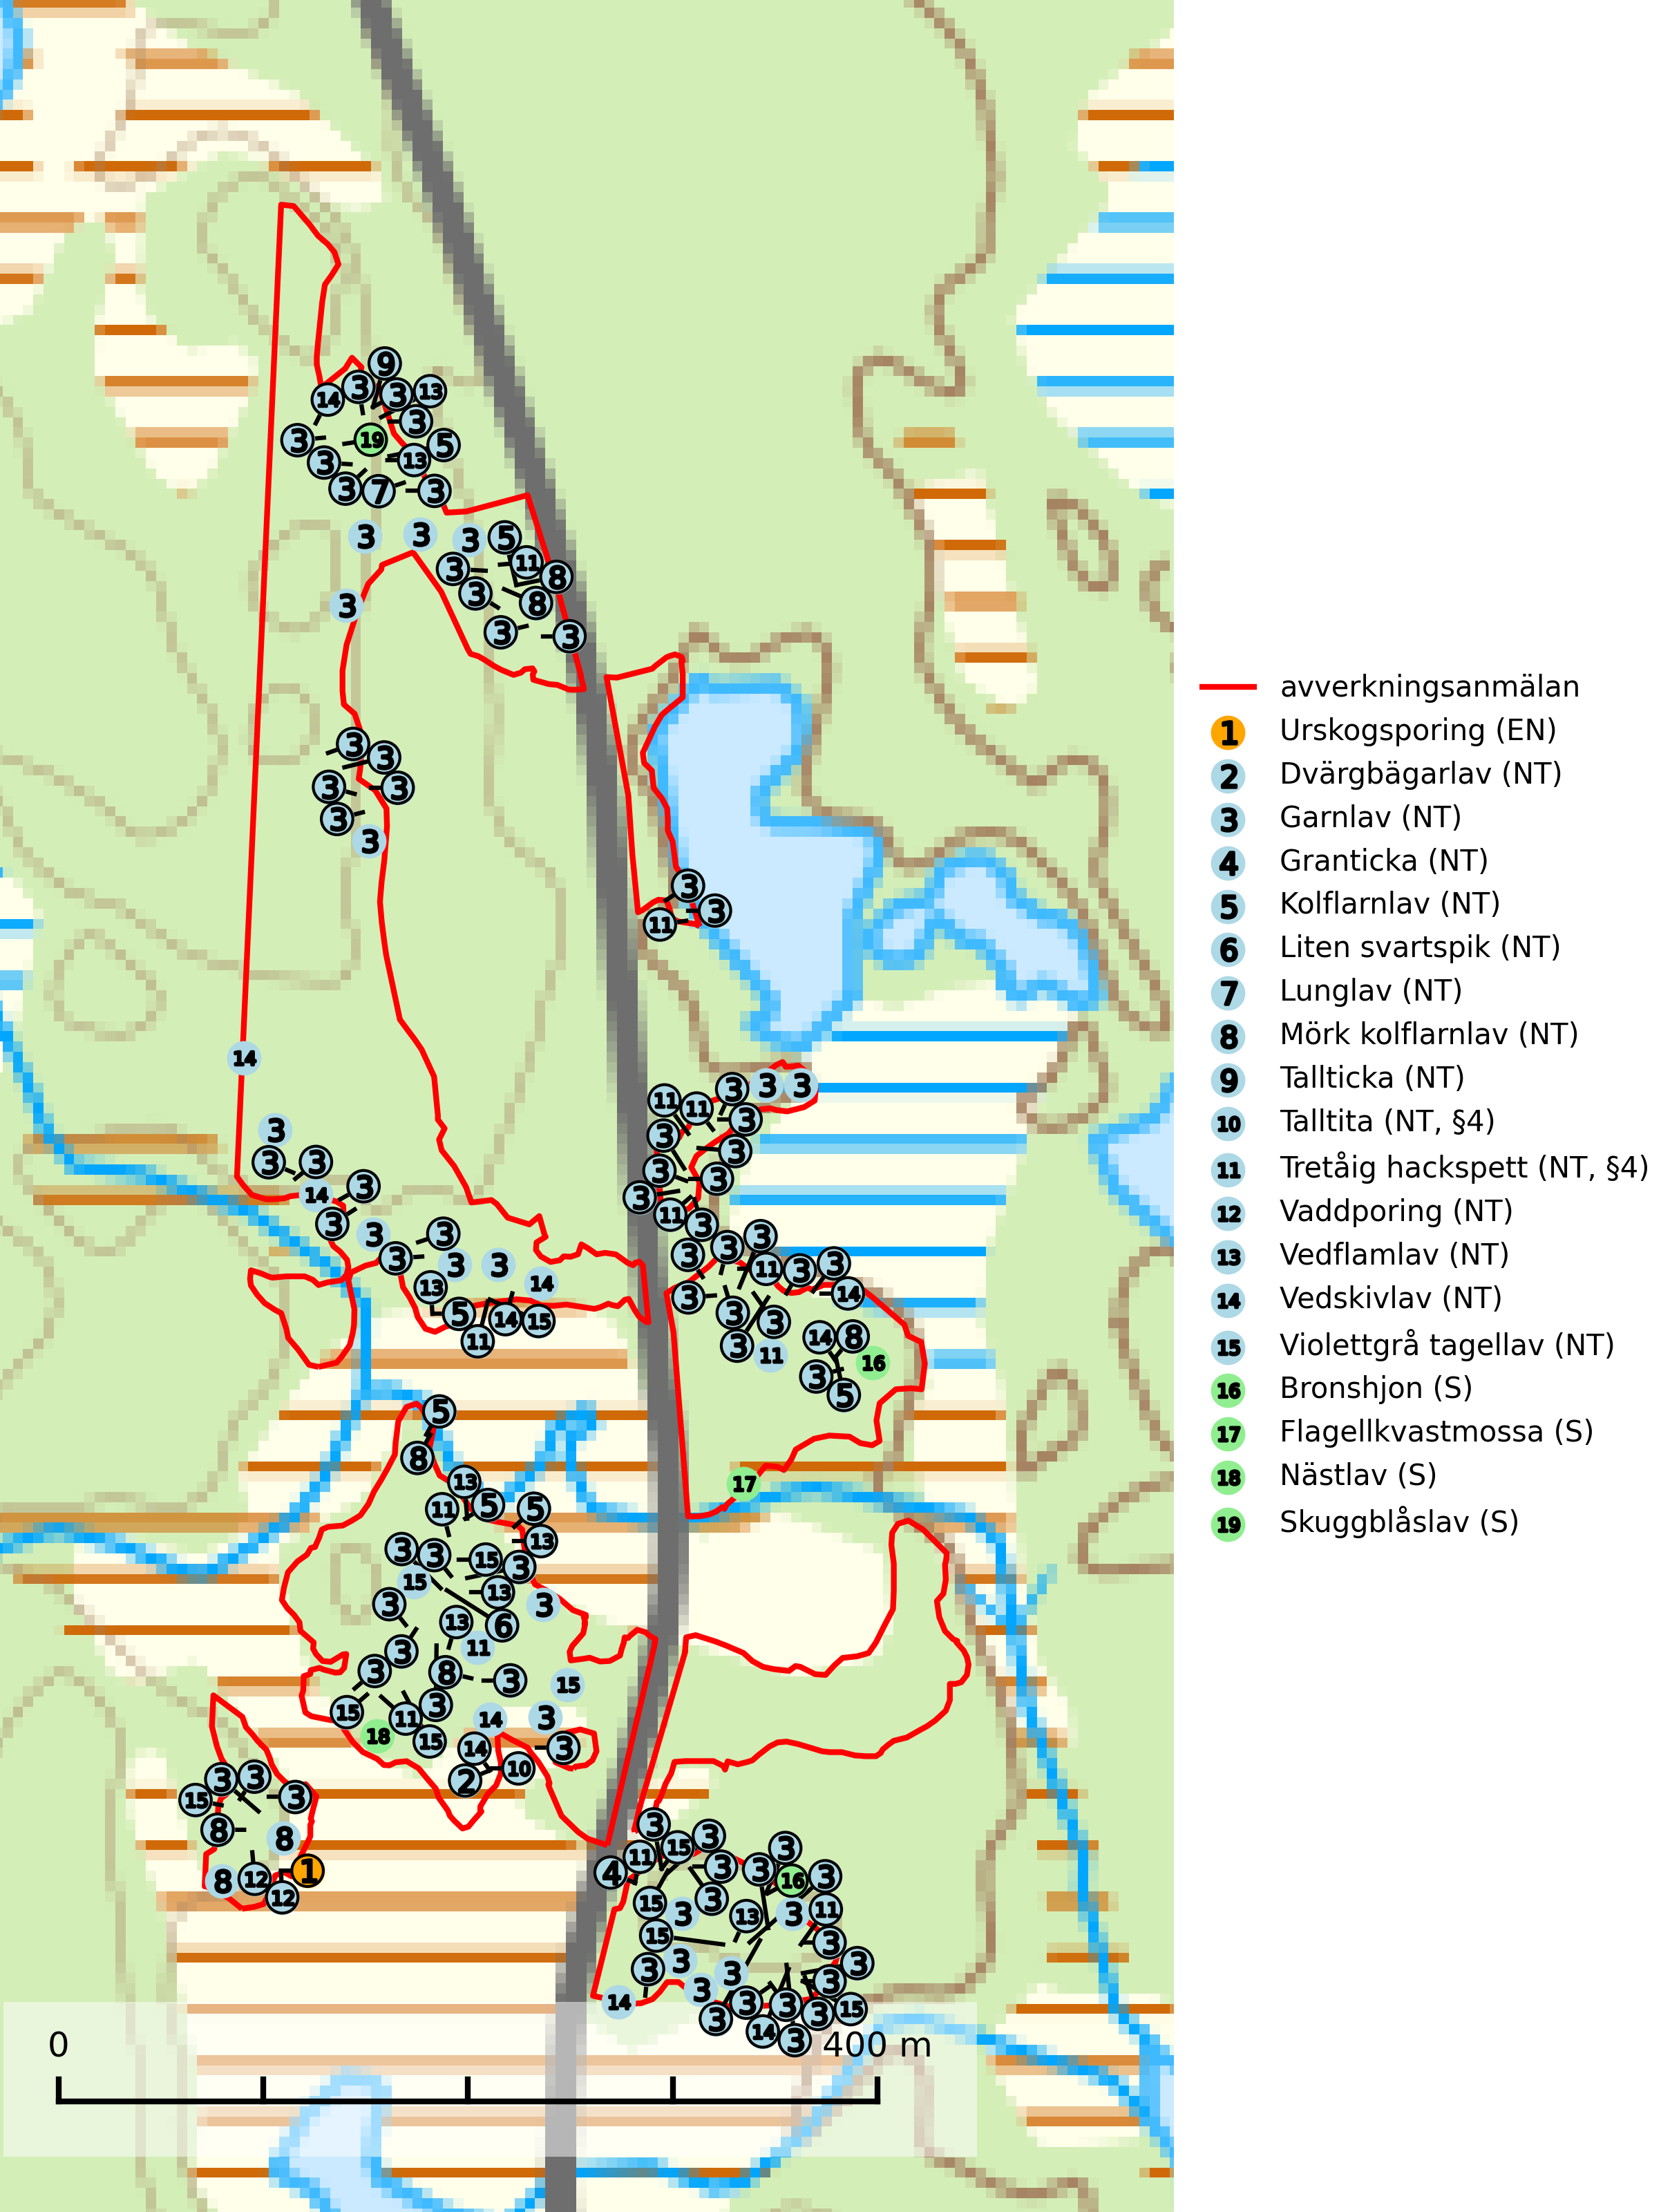 avverkningsanmälan
1 Urskogsporing (EN)
2 Dvärgbägarlav (NT)
3 Garnlav (NT)
4 Granticka (NT)
5 Kolflarnlav (NT)
6 Liten svartspik (NT)
7 Lunglav (NT)
8 Mörk kolflarnlav (NT)
9 Tallticka (NT)
10 Talltita (NT, §4)
11 Tretåig hackspett (NT, §4)
12 Vaddporing (NT)
13 Vedflamlav (NT)
14 Vedskivlav (NT)
15 Violettgrå tagellav (NT)
16 Bronshjon (S)
17 Flagellkvastmossa (S)
18 Nästlav (S)
19 Skuggblåslav (S)
0 400 m